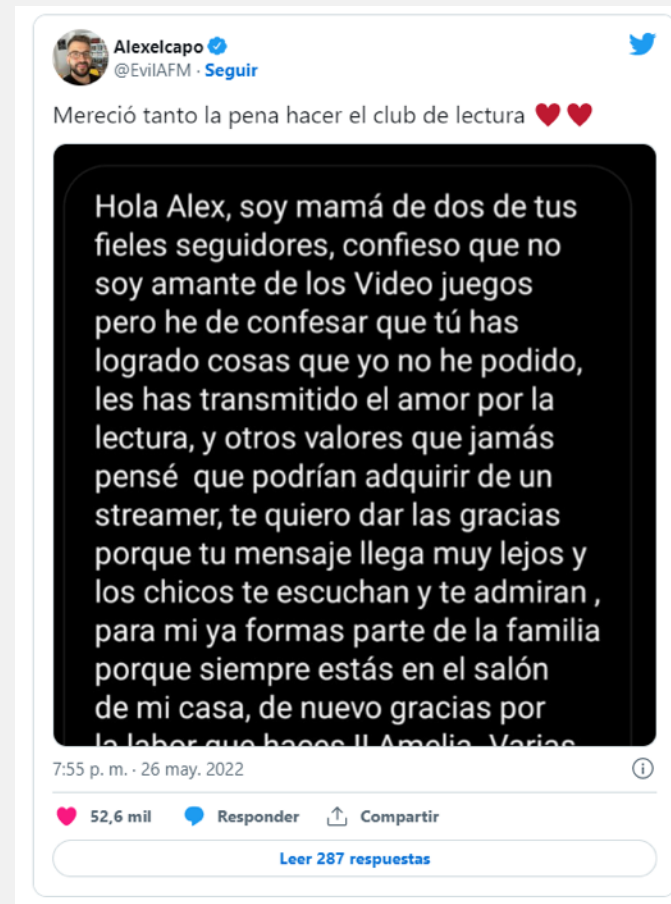 Alexelcapo
@EvilAFM · Seguir
Mereció tanto la pena hacer el club de lectura ♥♥
Hola Alex, soy mamá de dos de tus
fieles seguidores, confieso que no
soy amante de los Video juegos
pero he de confesar que tú has
logrado cosas que yo no he podido,
les has transmitido el amor por la
lectura, y otros valores que jamás
pensé  que podrían adquirir de un
streamer, te quiero dar las gracias
porque tu mensaje llega muy lejos y
los chicos te escuchan y te admiran ,
para mi ya formas parte de la familia
porque siempre estás en el salón
de mi casa, de nuevo gracias por
la labor que haces !! Amelia. Varias
7:55 p. m. · 26 may. 2022
52,6 mil Responder Compartir
Leer 287 respuestas